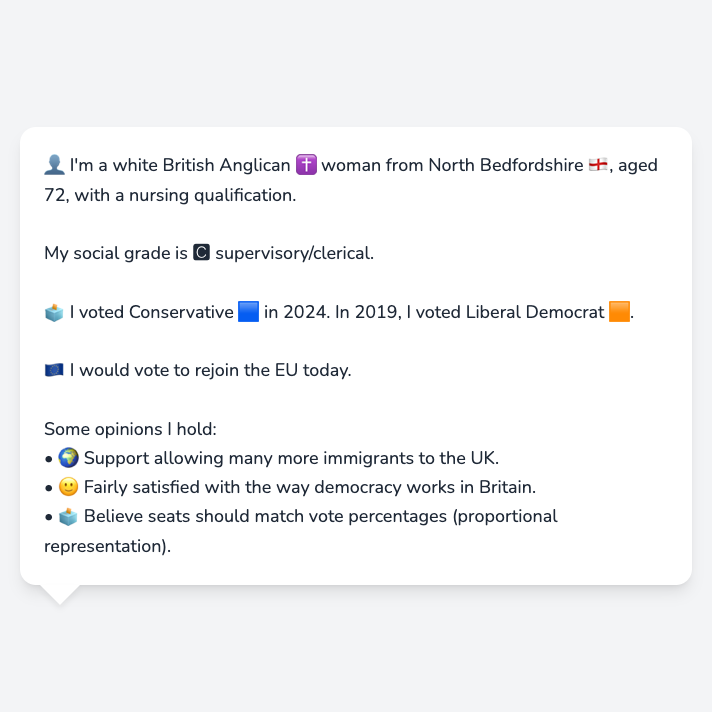 👤 I'm a white British Anglican ✝️ woman from North Bedfordshire 🏴󠁧󠁢󠁥󠁮󠁧󠁿, aged
72, with a nursing qualification.
My social grade is 🅲 supervisory/clerical.
🗳️ I voted Conservative 🟦 in 2024. In 2019, I voted Liberal Democrat 🟧.
🇪🇺 I would vote to rejoin the EU today.
Some opinions I hold:
• 🌍 Support allowing many more immigrants to the UK.
• 🙂 Fairly satisfied with the way democracy works in Britain.
• 🗳️ Believe seats should match vote percentages (proportional
representation).